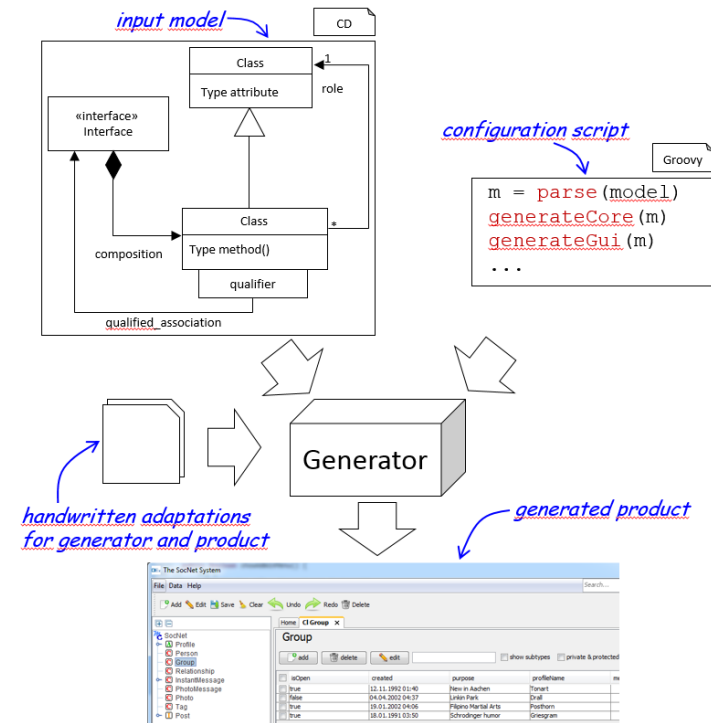 input model
CD
Class
1
Type attribute
role
«interface»
Interface
configuration script
Groovy
m = parse(model)
generateCore(m)
generateGui(m)
...
Class
*
Type method()
composition
qualifier
qualified_association
Generator
handwritten adaptations
for generator and product
generated product
The SocNet System
File Data Help
Search...
Add Edit Save Clear Undo Redo Delete
Home Cl Group X
SocNet
Profile
Person
Group
Relationship
InstantMessage
PhotoMessage
Photo
Tag
Post
Group
add delete edit show subtypes private & protected
isOpen created purpose profileName
true 12.11.1992 01:40 New in Aachen Tonart
false 04.04.2002 04:37 Linkin Park Drall
true 19.01.2002 04:06 Filipino Martial Arts Posthorn
true 18.01.1991 03:50 Schrodinger humor Griesgram